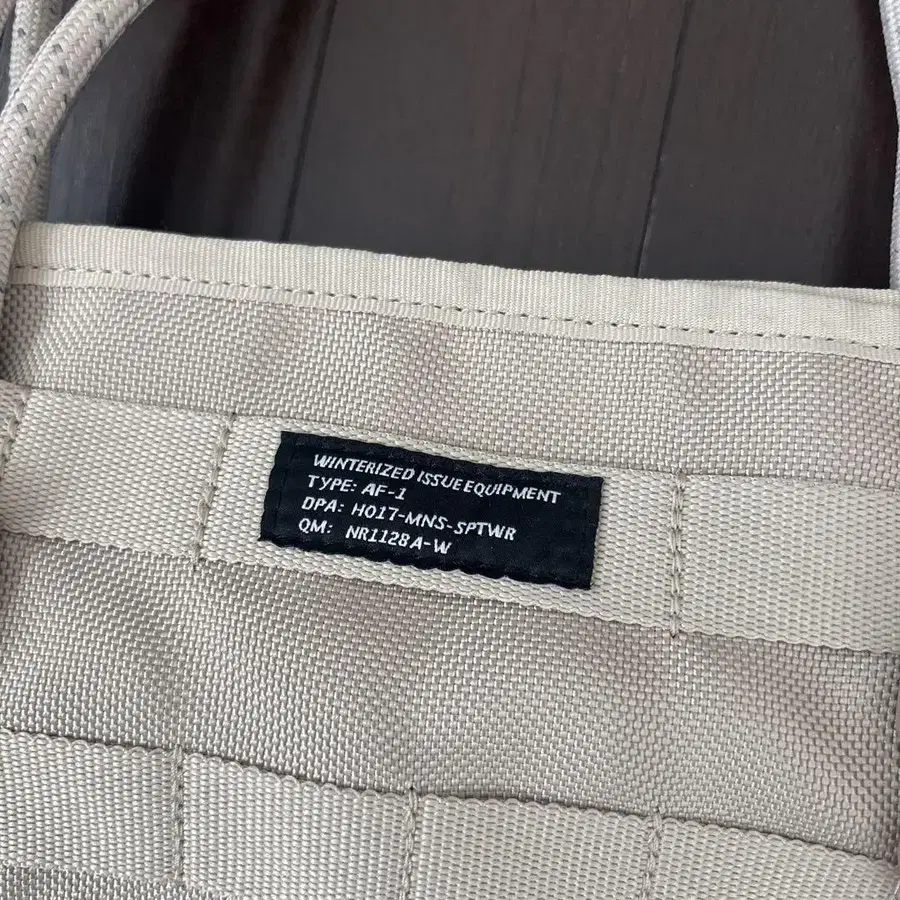 WINTERIZED ISSUE EQUIPMENT
TYPE: AF-1
DPA: H017-MNS-SPTWR
QM: NR1128A-W